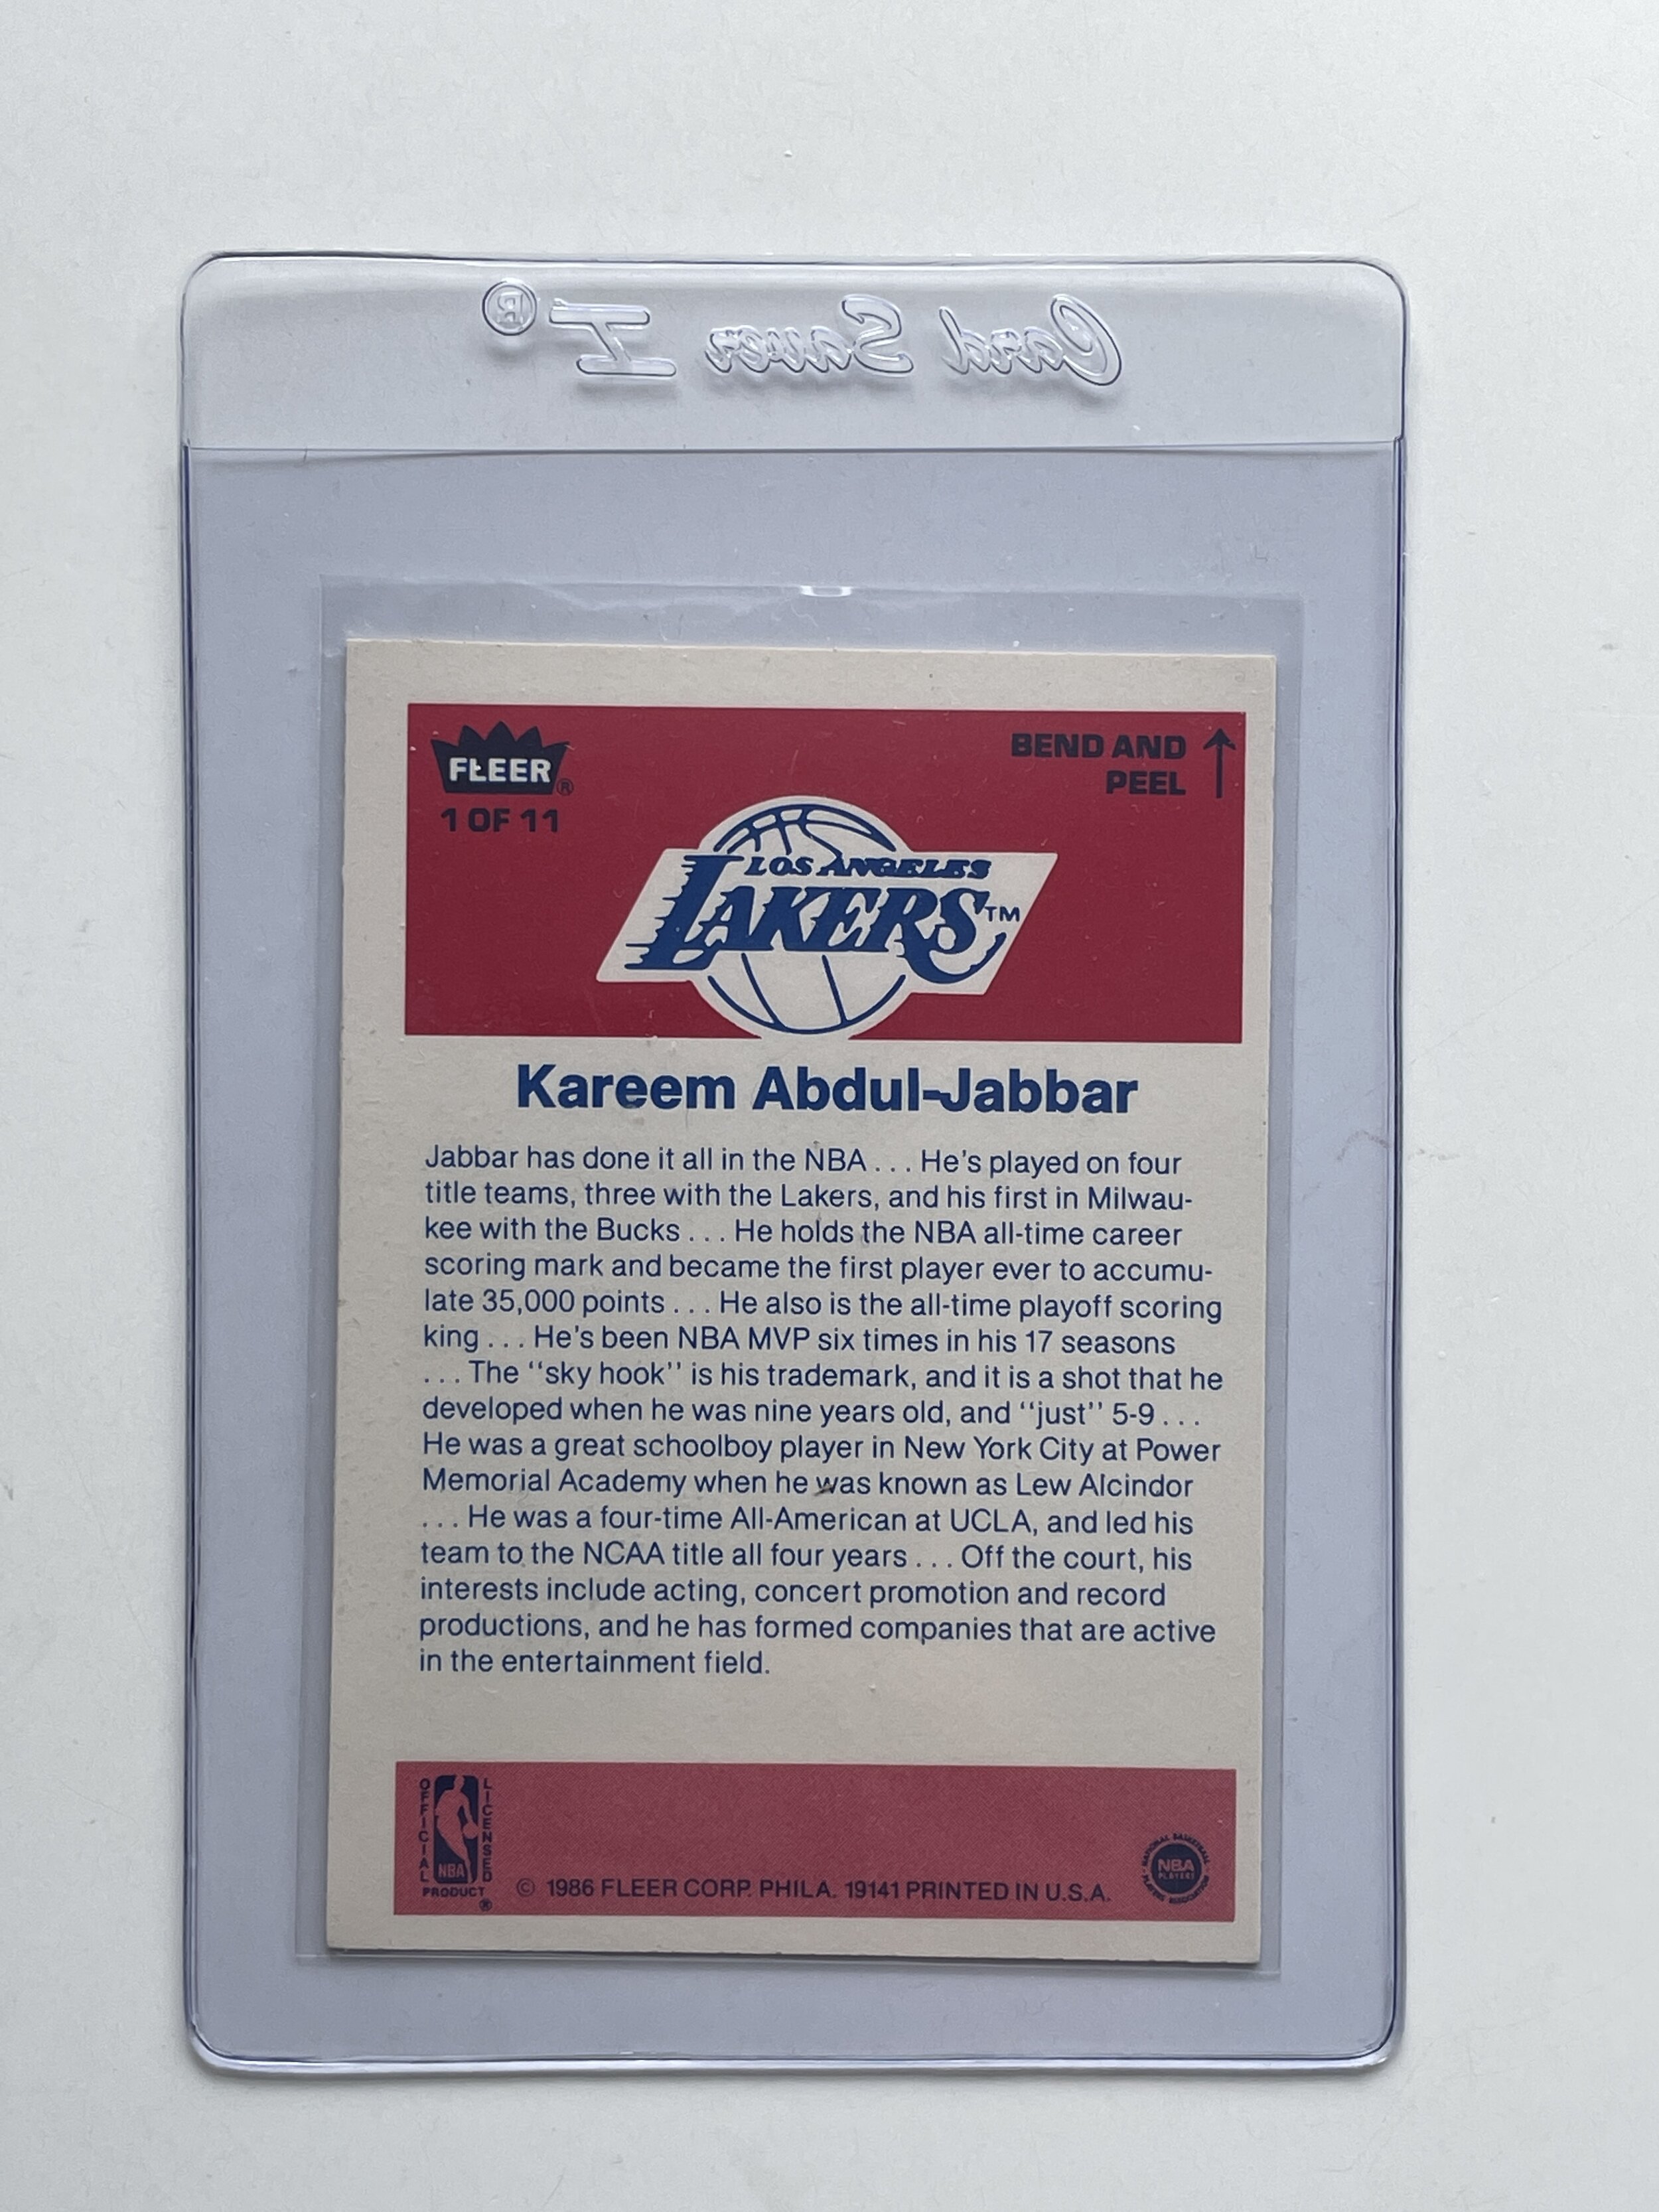 Card Saver I®
FLEER®
1 OF 11
BEND AND
PEEL
LOS ANGELES
LAKERS™
Kareem Abdul-Jabbar
Jabbar has done it all in the NBA . . . He's played on four
title teams, three with the Lakers, and his first in Milwau-
kee with the Bucks . . . He holds the NBA all-time career
scoring mark and became the first player ever to accumu-
late 35,000 points . . . He also is the all-time playoff scoring
king . . . He's been NBA MVP six times in his 17 seasons
. . . The ‘‘sky hook’’ is his trademark, and it is a shot that he
developed when he was nine years old, and ‘‘just’’ 5-9 . . .
He was a great schoolboy player in New York City at Power
Memorial Academy when he was known as Lew Alcindor
. . . He was a four-time All-American at UCLA, and led his
team to the NCAA title all four years . . . Off the court, his
interests include acting, concert promotion and record
productions, and he has formed companies that are active
in the entertainment field.
OFFICIAL
LICENSED
NBA
PRODUCT
®
© 1986 FLEER CORP. PHILA. 19141 PRINTED IN U.S.A.
NATIONAL BASKETBALL
NBA
PLAYERS
PLAYERS ASSOCIATION